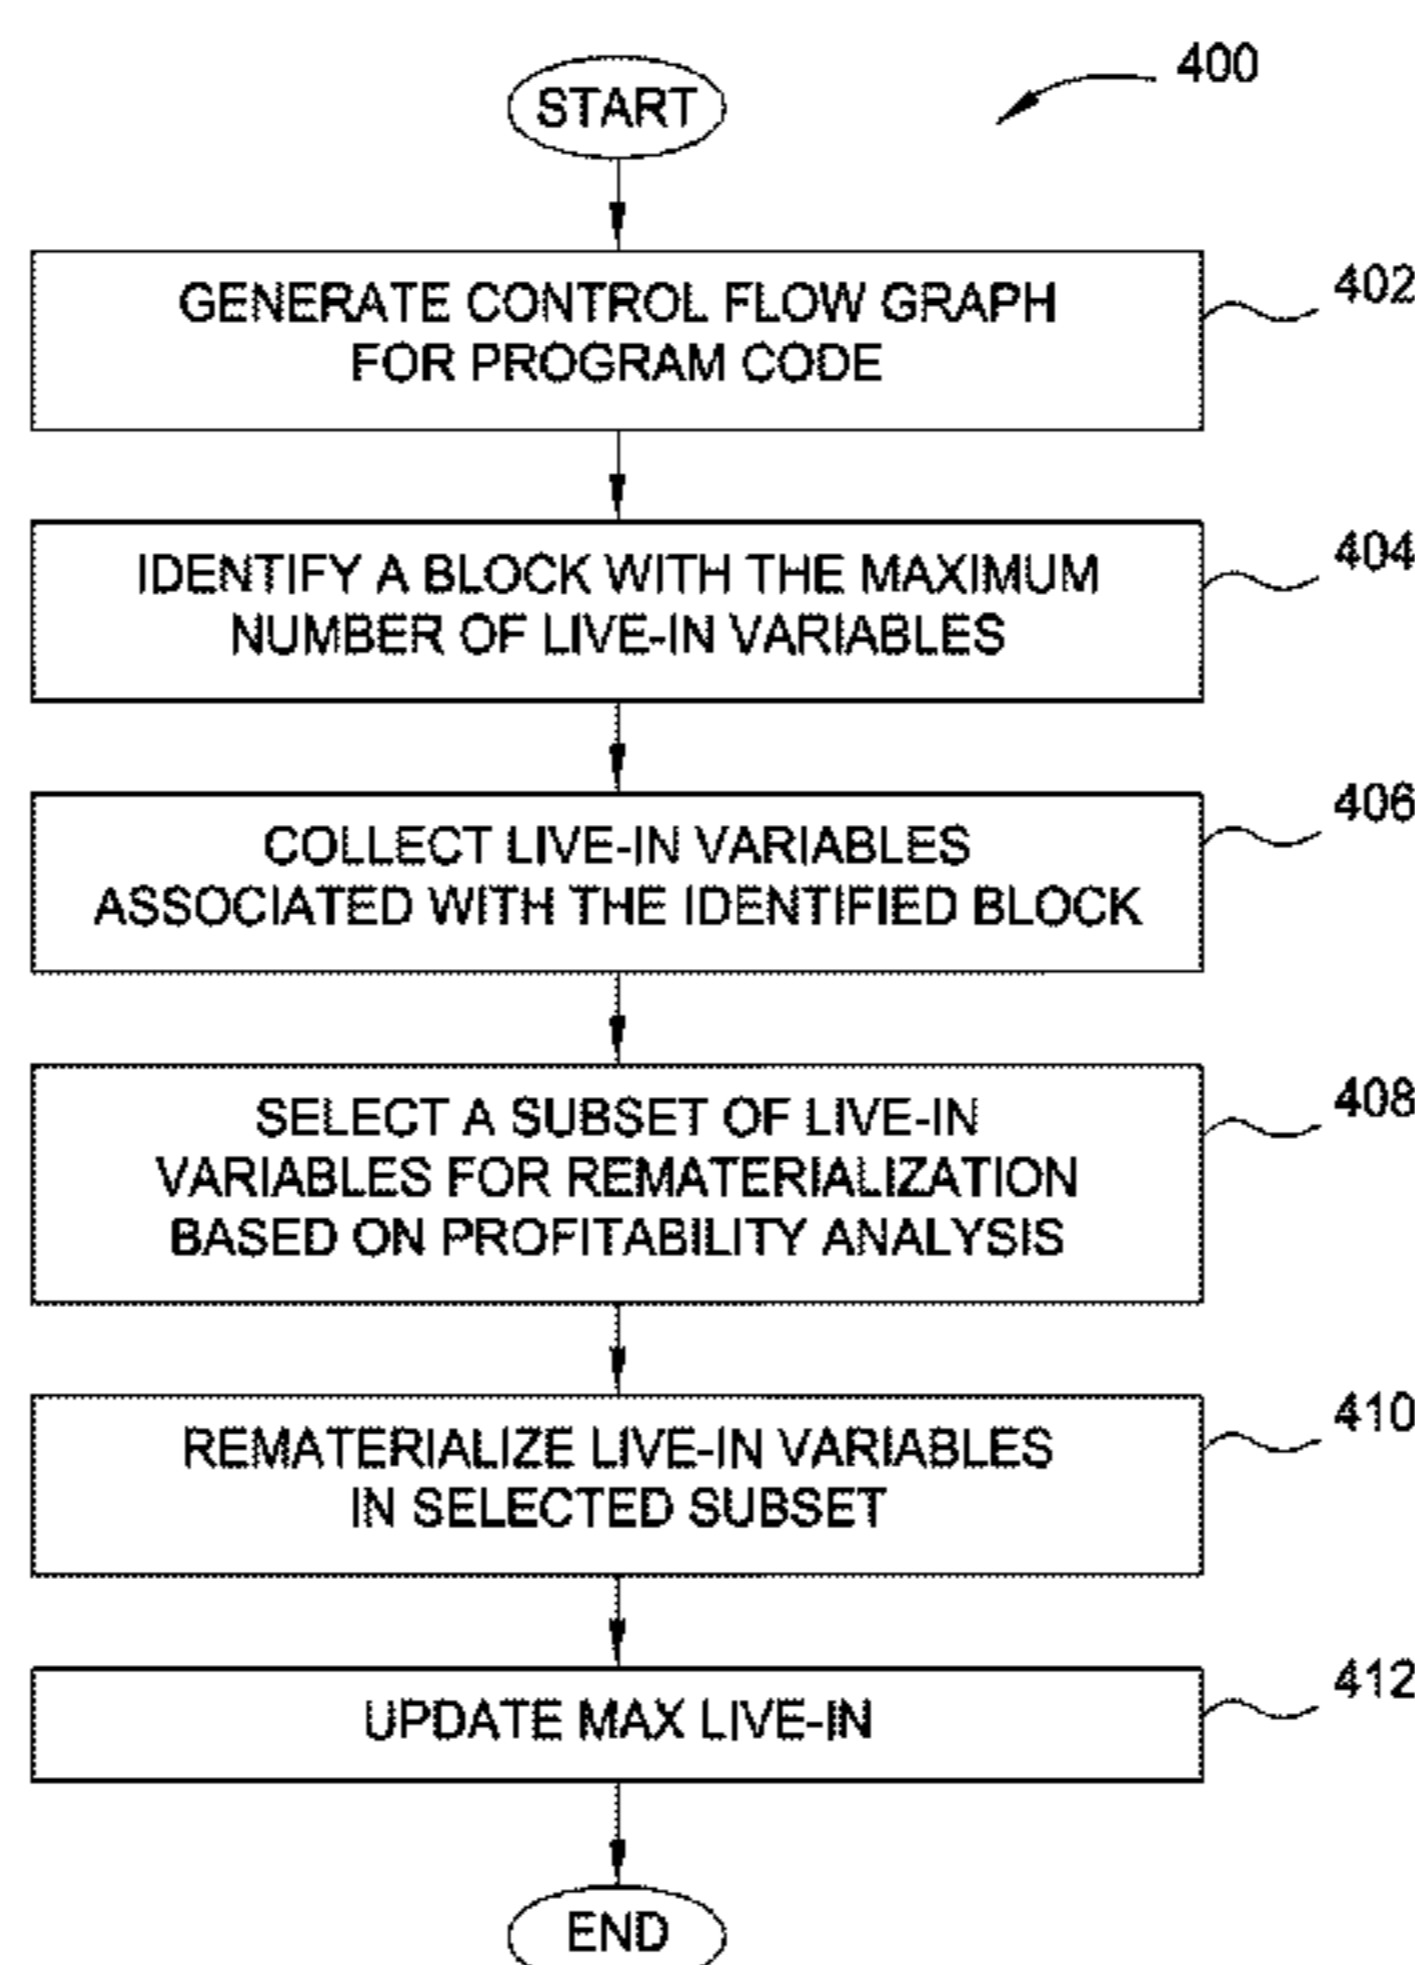 400
START
GENERATE CONTROL FLOW GRAPH
FOR PROGRAM CODE
402
IDENTIFY A BLOCK WITH THE MAXIMUM
NUMBER OF LIVE-IN VARIABLES
404
COLLECT LIVE-IN VARIABLES
ASSOCIATED WITH THE IDENTIFIED BLOCK
406
SELECT A SUBSET OF LIVE-IN
VARIABLES FOR REMATERIALIZATION
BASED ON PROFITABILITY ANALYSIS
408
REMATERIALIZE LIVE-IN VARIABLES
IN SELECTED SUBSET
410
UPDATE MAX LIVE-IN
412
END